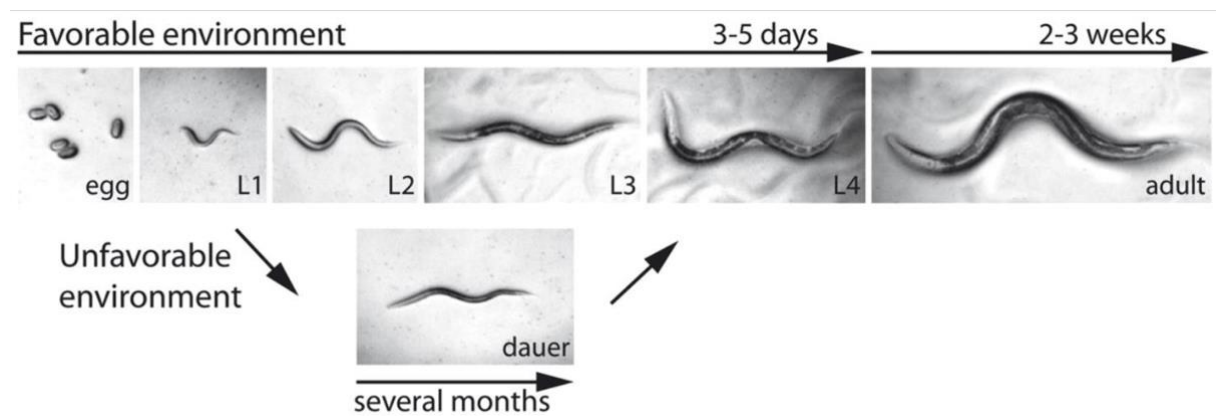 Favorable environment
3-5 days
2-3 weeks
egg
L1
L2
L3
L4
adult
Unfavorable
environment
dauer
several months